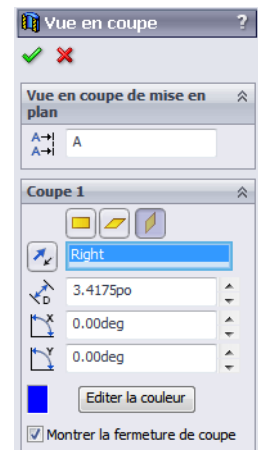 Vue en coupe ?
Vue en coupe de mise en
plan
A
A
A
Coupe 1
Right
D
3.4175po
X
0.00deg
Y
0.00deg
Editer la couleur
Montrer la fermeture de coupe